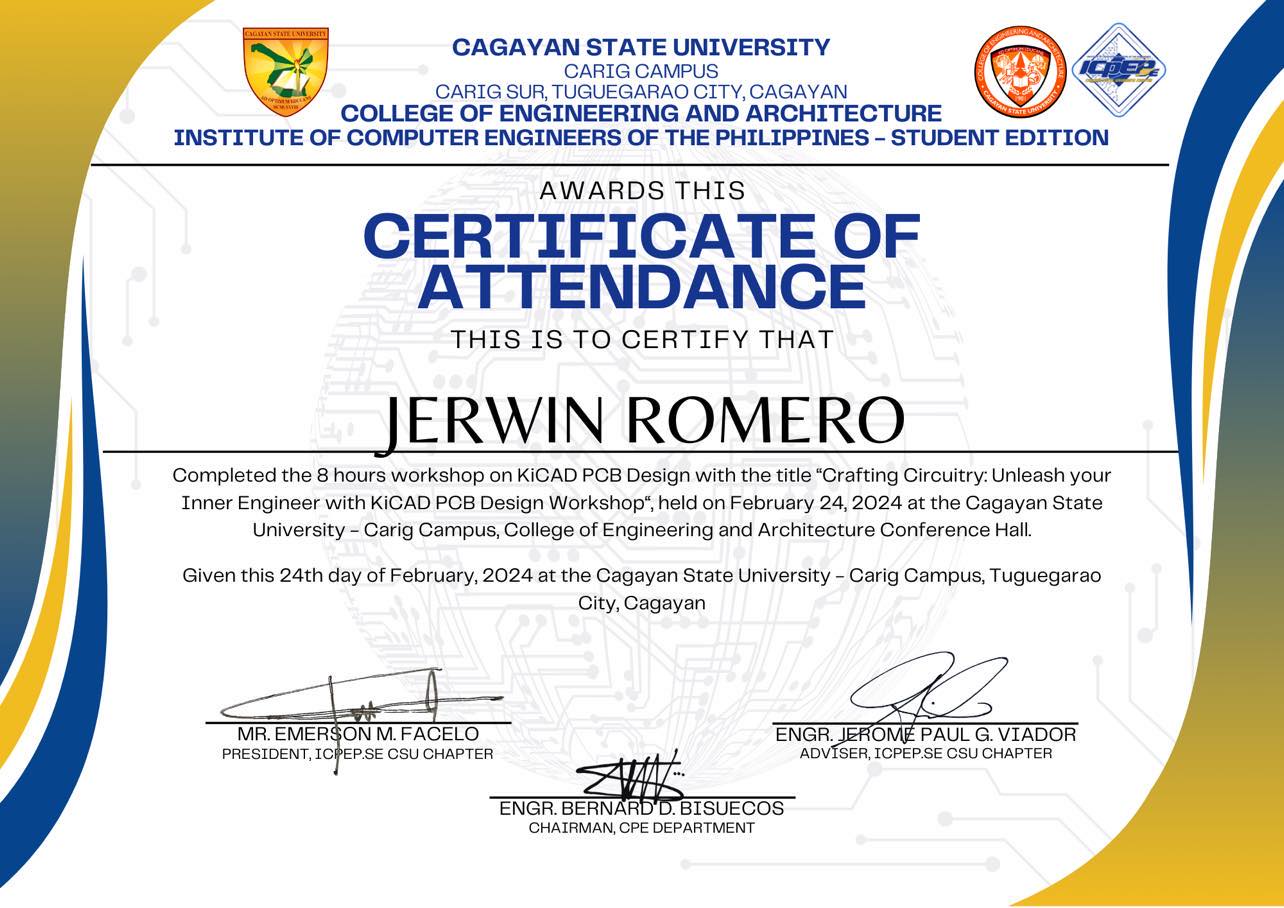 CAGAYAN STATE UNIVERSITY
CAGAYAN STATE UNIVERSITY
CARIG CAMPUS
CARIG SUR, TUGUEGARAO CITY, CAGAYAN
COLLEGE OF ENGINEERING AND ARCHITECTURE
INSTITUTE OF COMPUTER ENGINEERS OF THE PHILIPPINES - STUDENT EDITION
COLLEGE OF ENGINEERING AND ARCHITECTURE
CAGAYAN STATE UNIVERSITY
ICPEP
SE
AWARDS THIS
CERTIFICATE OF
ATTENDANCE
THIS IS TO CERTIFY THAT
JERWIN ROMERO
Completed the 8 hours workshop on KiCAD PCB Design with the title “Crafting Circuitry: Unleash your
Inner Engineer with KiCAD PCB Design Workshop“, held on February 24, 2024 at the Cagayan State
University - Carig Campus, College of Engineering and Architecture Conference Hall.
Given this 24th day of February, 2024 at the Cagayan State University - Carig Campus, Tuguegarao
City, Cagayan
MR. EMERSON M. FACELO
PRESIDENT, ICPEP.SE CSU CHAPTER
ENGR. JEROME PAUL G. VIADOR
ADVISER, ICPEP.SE CSU CHAPTER
ENGR. BERNARD D. BISUECOS
CHAIRMAN, CPE DEPARTMENT